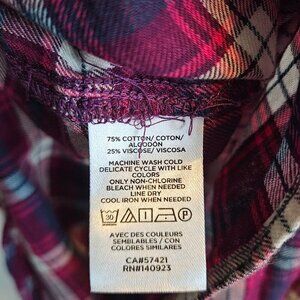 75% COTTON/ COTON/
ALGODÓN
25% VISCOSE/ VISCOSA
MACHINE WASH COLD
DELICATE CYCLE WITH LIKE
COLORS
ONLY NON-CHLORINE
BLEACH WHEN NEEDED
LINE DRY
COOL IRON WHEN NEEDED
30
AVEC DES COULEURS
SEMBLABLES / CON
COLORES SIMILARES
CA#57421
RN#140923